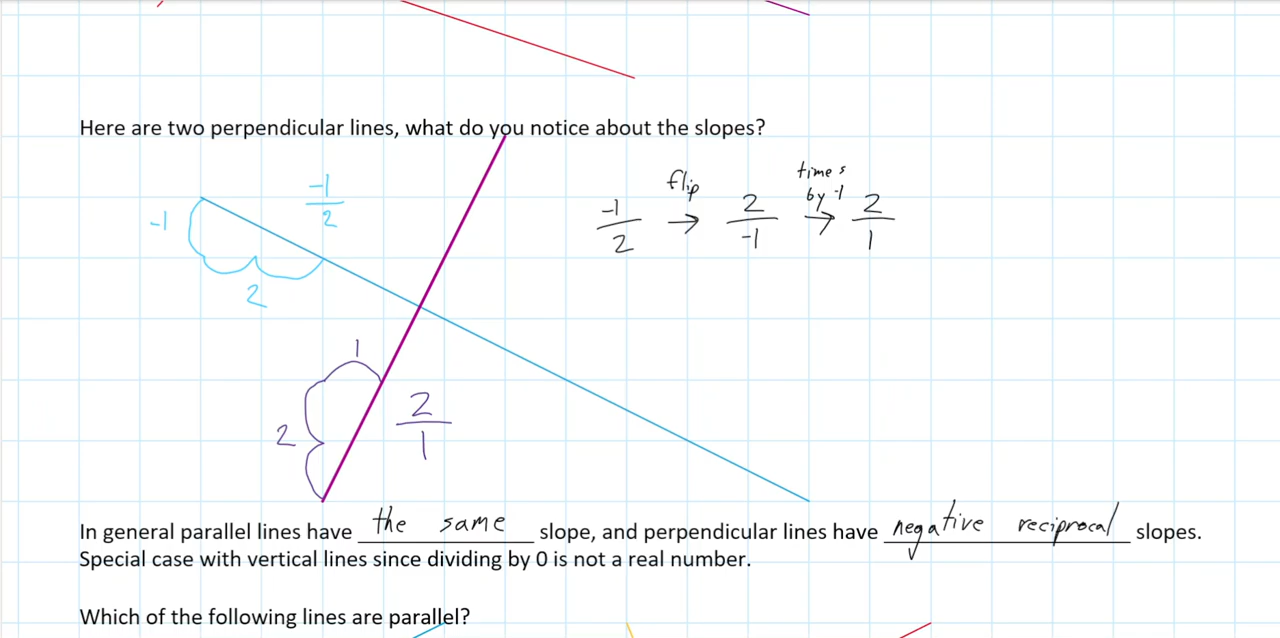 Here are two perpendicular lines, what do you notice about the slopes?
-1/2
-1
2
1
2
2/1
flip
times by -1
-1/2 → 2/-1 → 2/1
In general parallel lines have the same slope, and perpendicular lines have negative reciprocal slopes.
Special case with vertical lines since dividing by 0 is not a real number.
Which of the following lines are parallel?